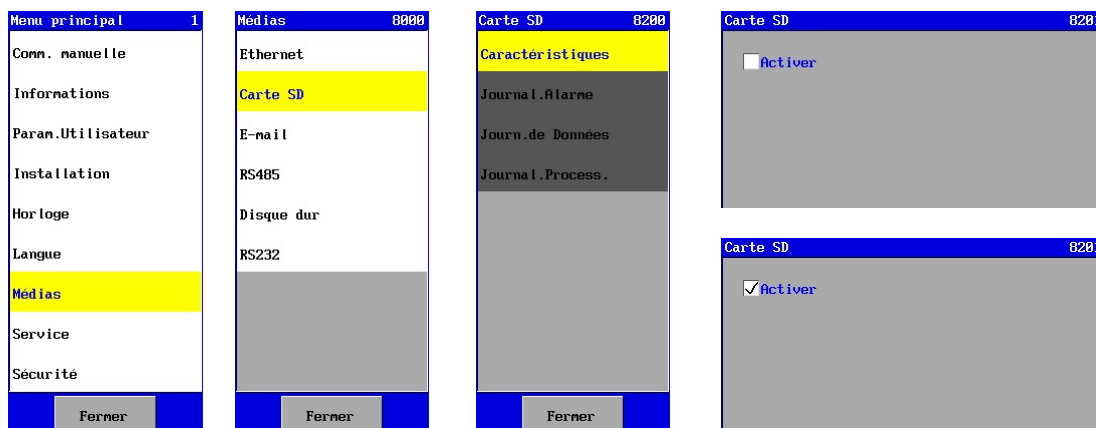 Menu principal 1
Comm. manuelle
Informations
Param.Utilisateur
Installation
Horloge
Langue
Médias
Service
Sécurité
Fermer
Médias 8000
Ethernet
Carte SD
E-mail
RS485
Disque dur
RS232
Fermer
Carte SD 8200
Caractéristiques
Journal.Alarme
Journ.de Données
Journal.Process.
Fermer
Carte SD 8201
Activer
Carte SD 8201
Activer